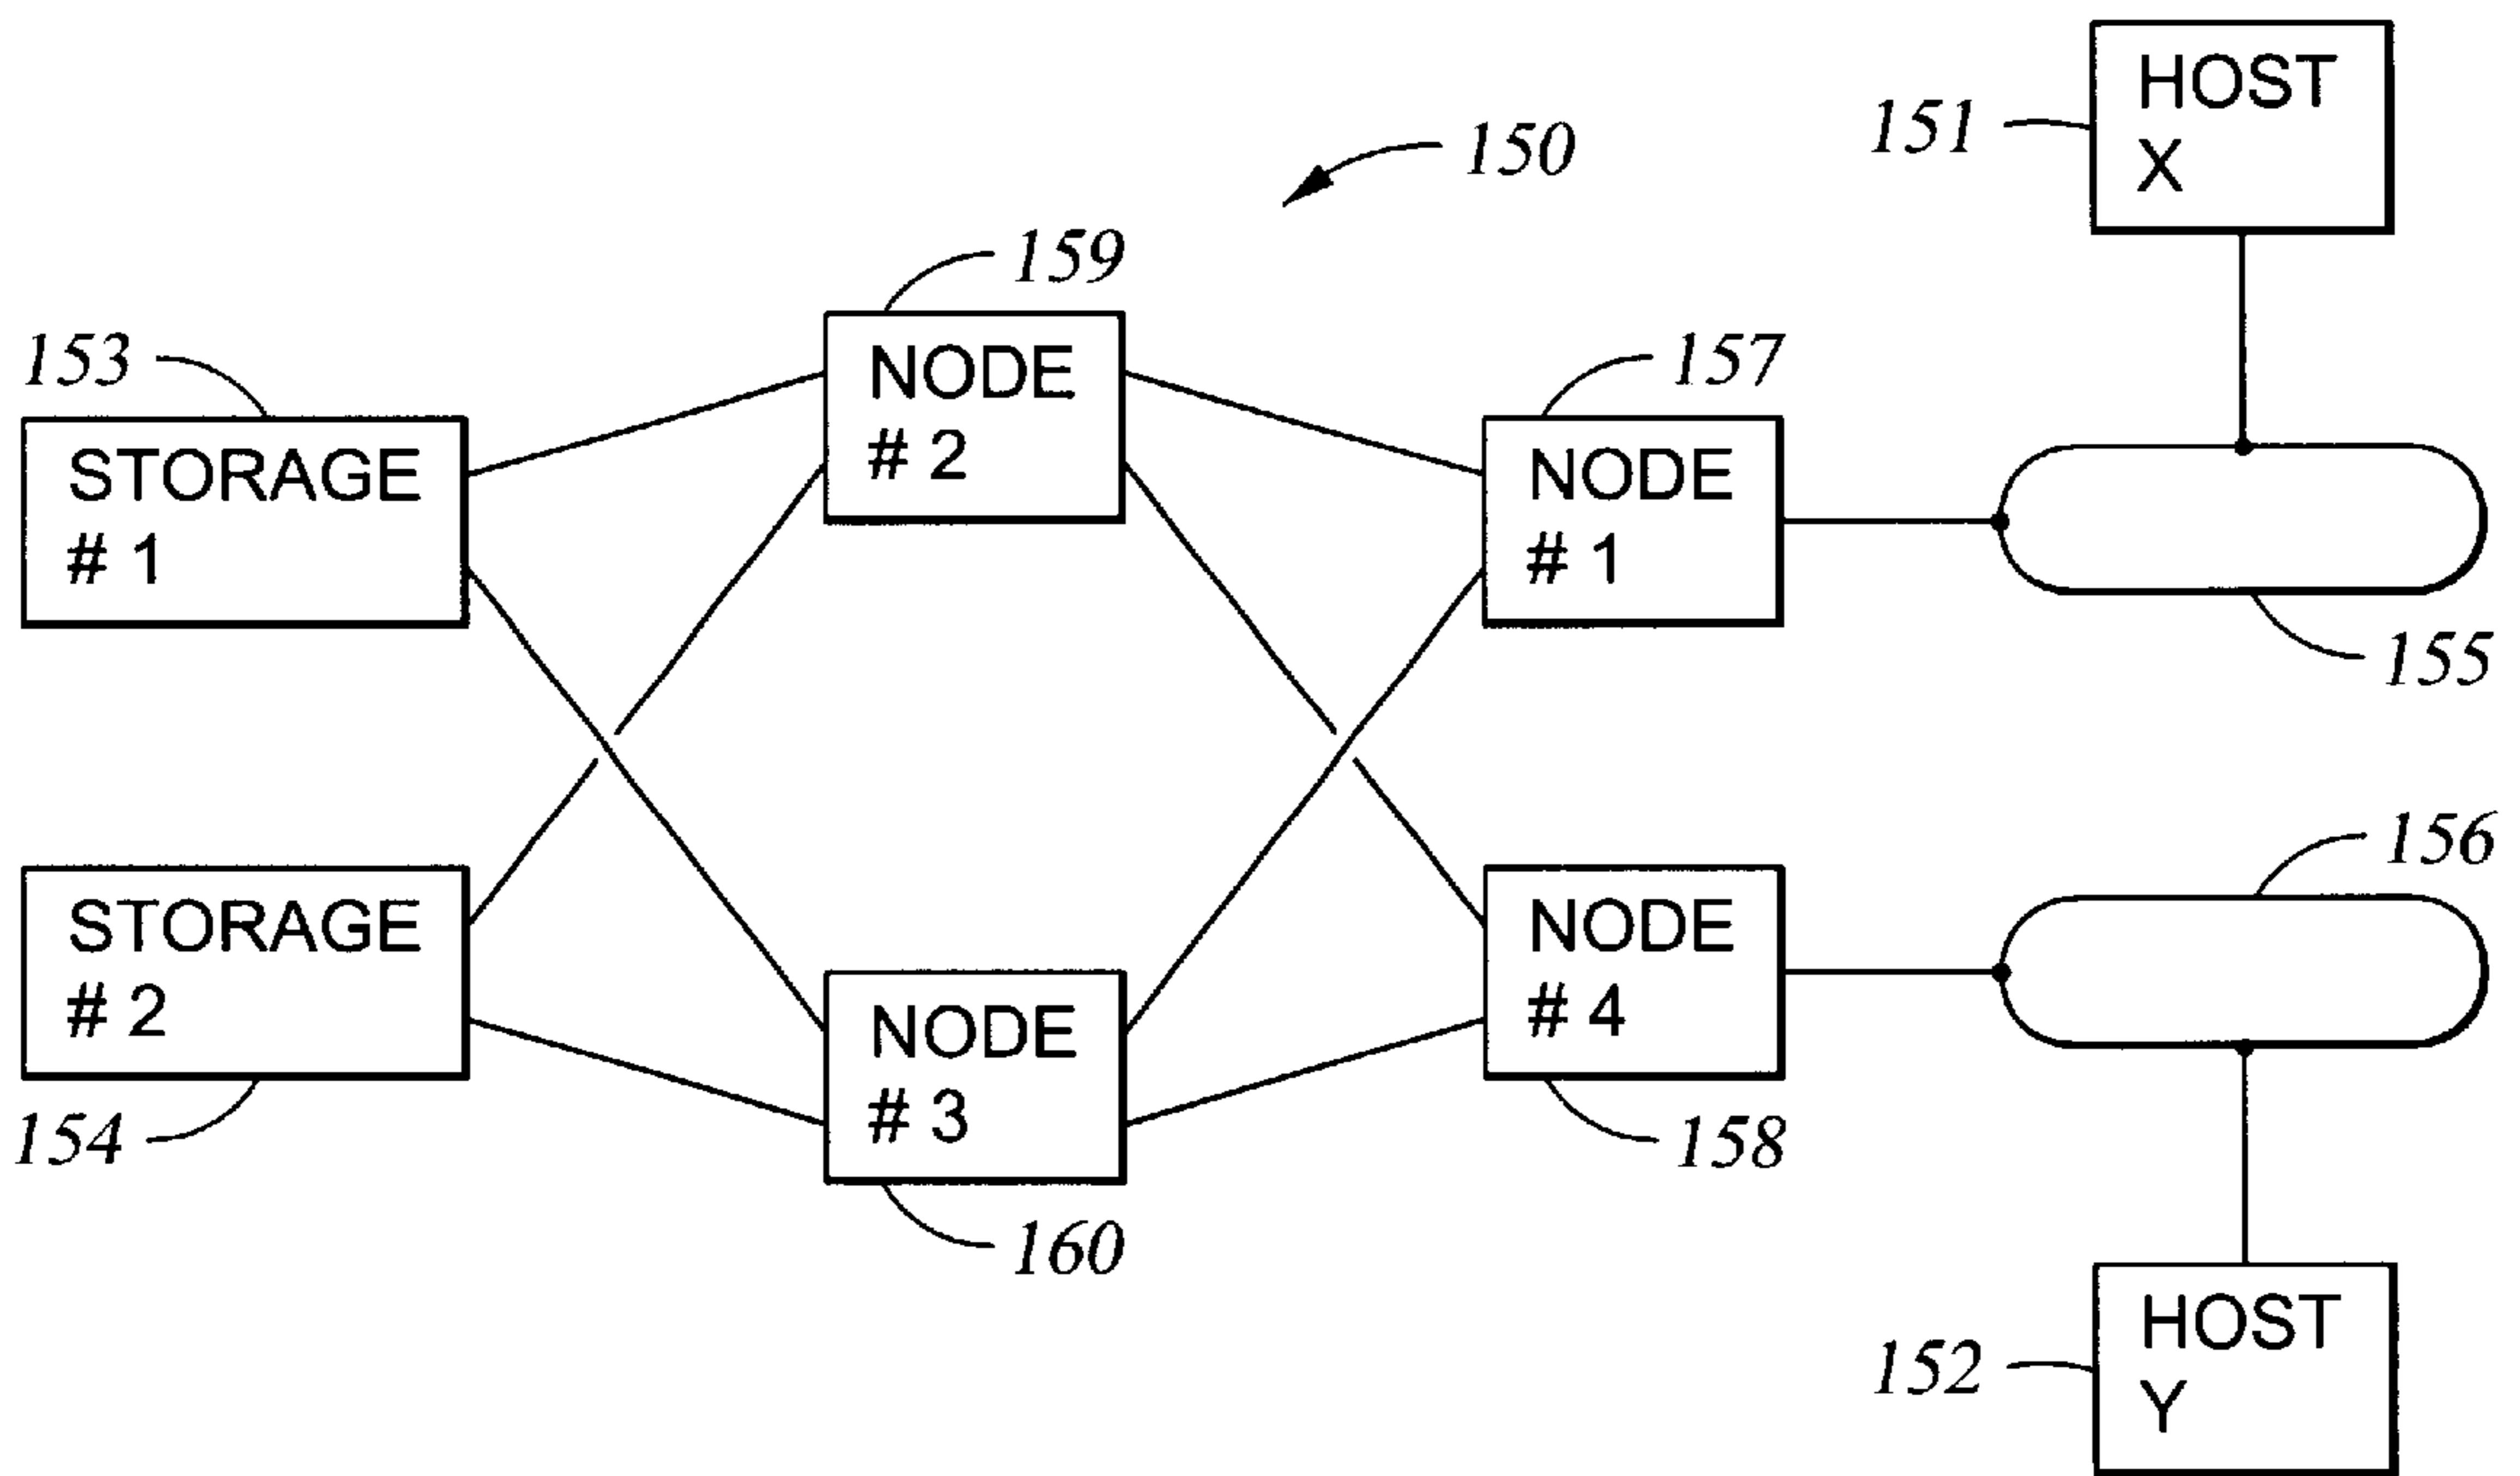 HOST
X
151
150
159
NODE
# 2
153
STORAGE
# 1
157
NODE
# 1
155
156
STORAGE
# 2
154
NODE
# 3
160
NODE
# 4
158
HOST
Y
152